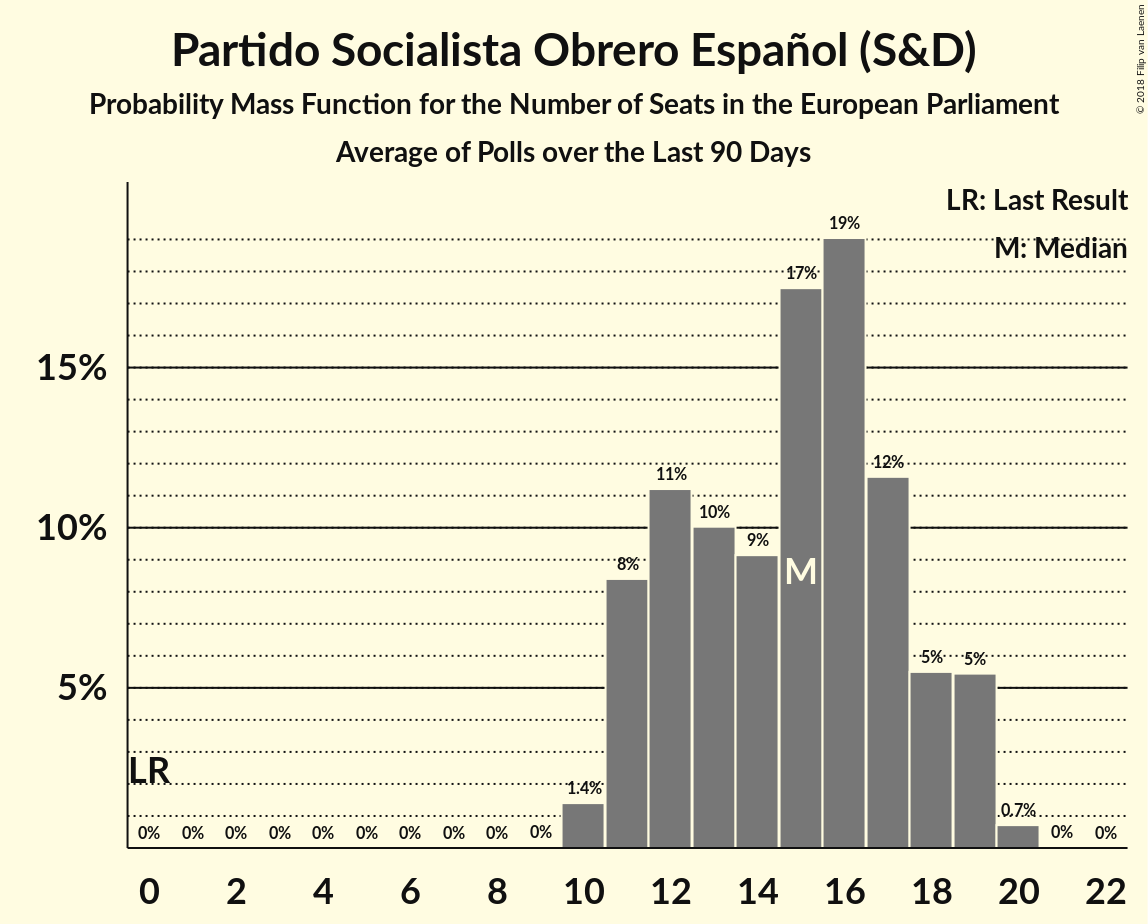 Partido Socialista Obrero Español (S&D)
Probability Mass Function for the Number of Seats in the European Parliament
Average of Polls over the Last 90 Days
© 2018 Filip van Laenen
LR: Last Result
M: Median
19%
17%
15%
12%
11%
10%
10%
9%
8%
M
5%
5%
5%
LR
1.4%
0.7%
0% 0% 0% 0% 0% 0% 0% 0% 0% 0% 0% 0%
0 2 4 6 8 10 12 14 16 18 20 22